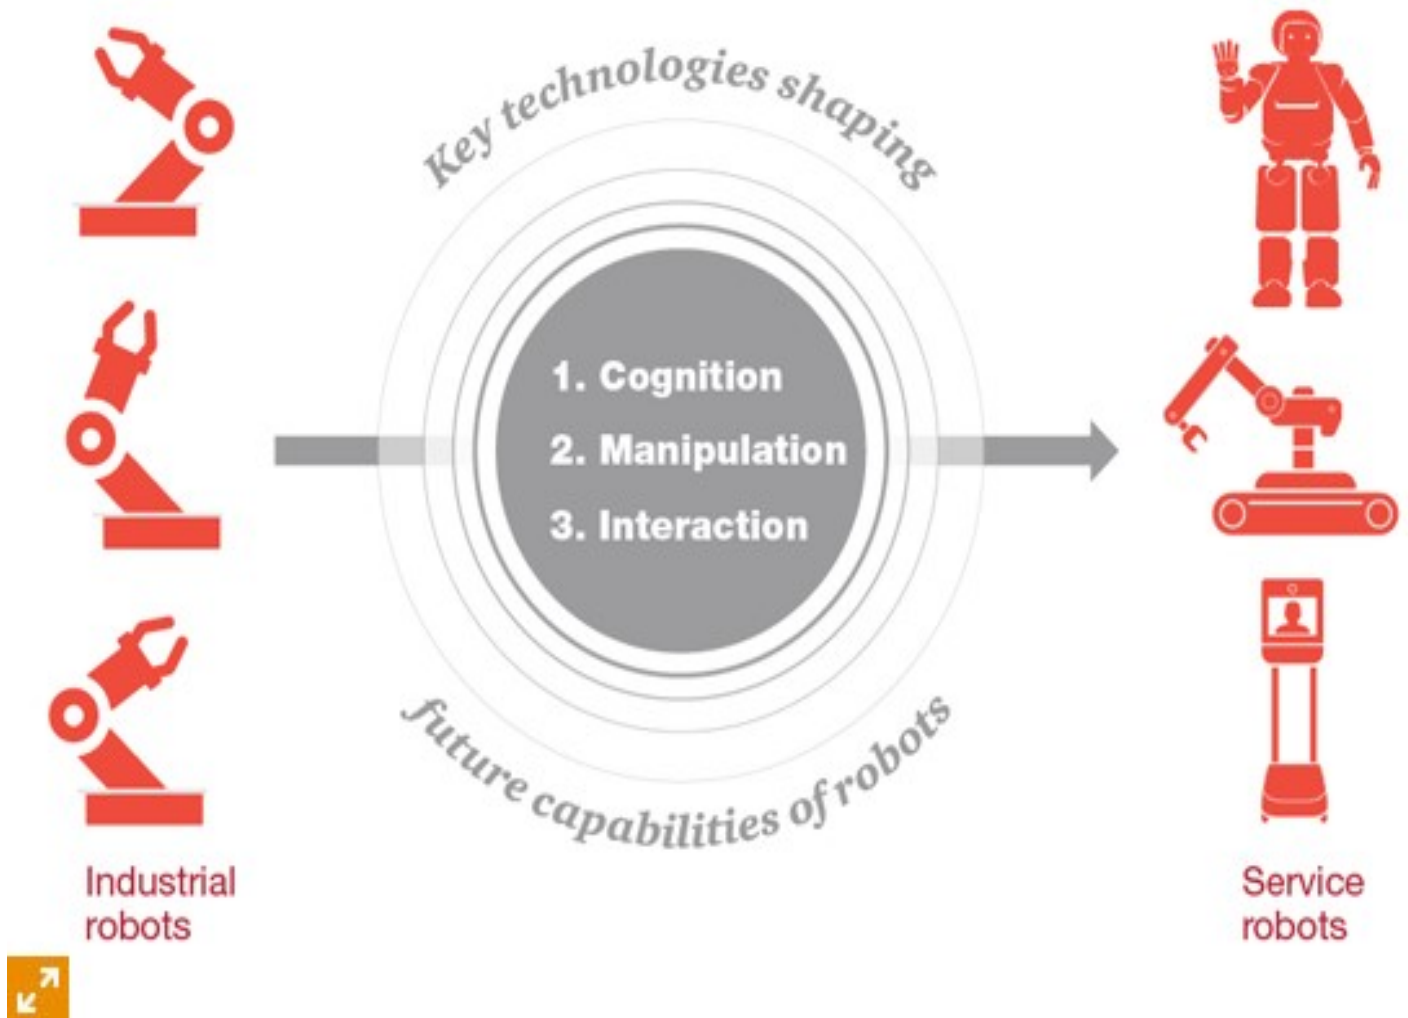 Key technologies shaping
1. Cognition
2. Manipulation
3. Interaction
future capabilities of robots
Industrial
robots
Service
robots